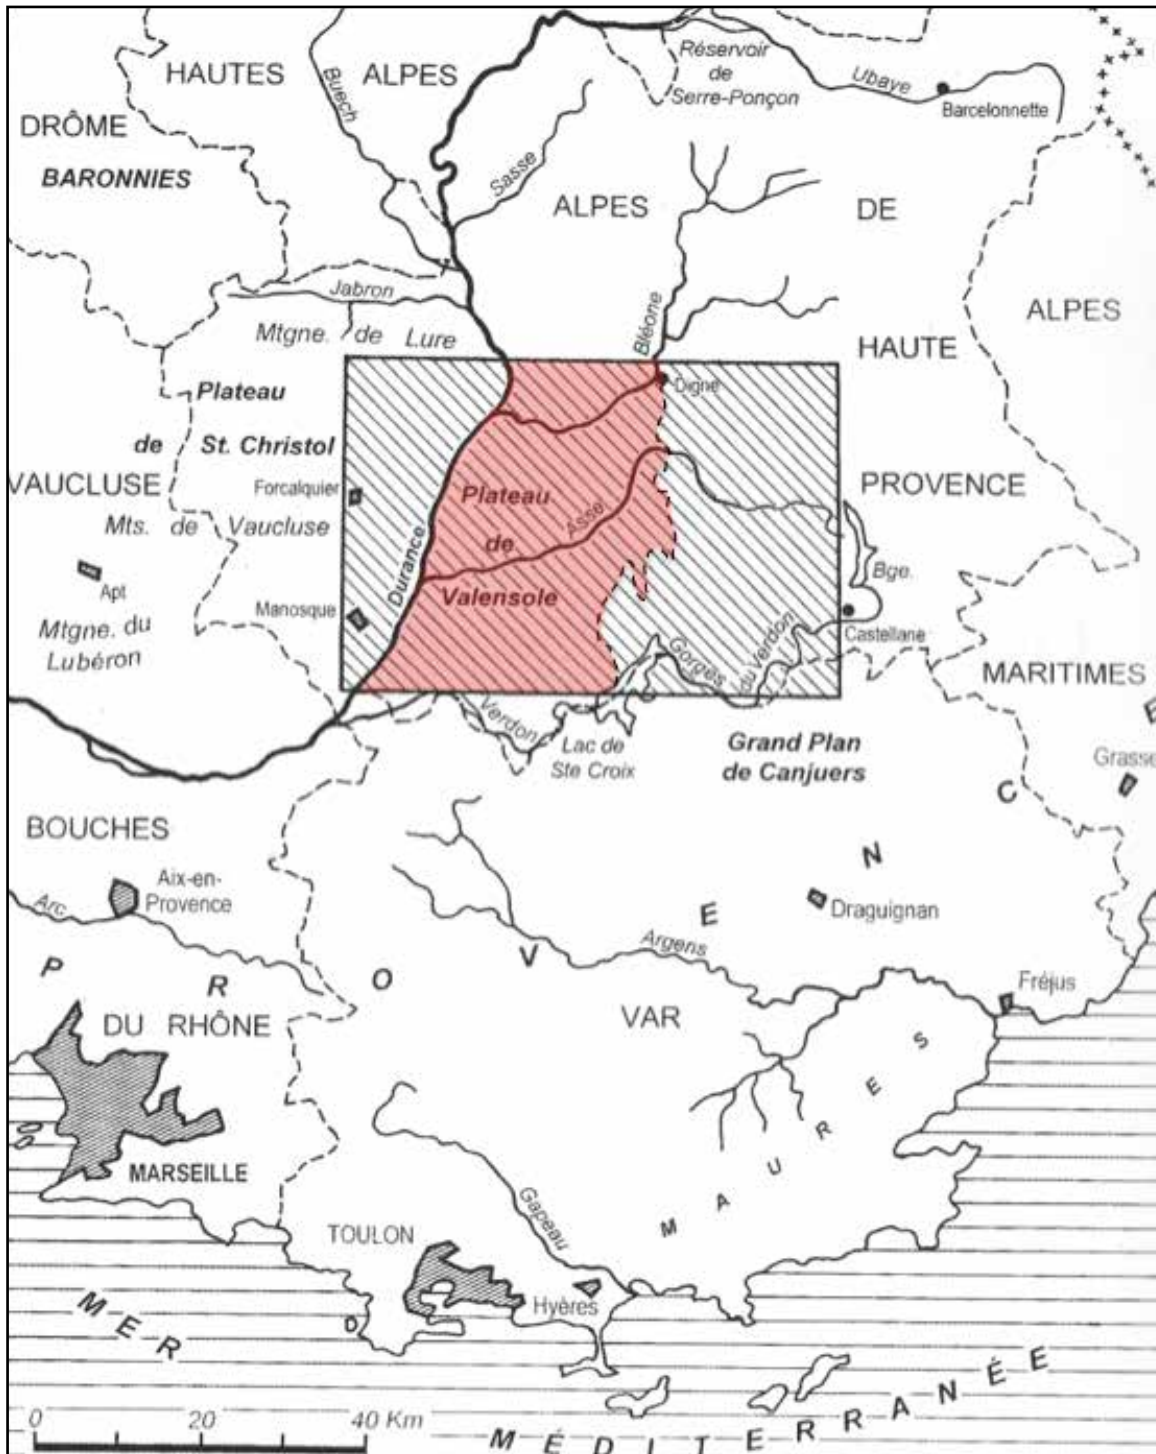 HAUTES ALPES
Buech
Réservoir
de
Serre-Ponçon
Ubaye
Barcelonnette
DRÔME
BARONNIES
Sasse
ALPES
DE
Jabron
Bléone
ALPES
Mtgne. de Lure
HAUTE
Plateau
Digne
de St. Christol
VAUCLUSE
Forcalquier
Plateau
PROVENCE
Mts. de Vaucluse
Asse
de
Durance
Bge.
Apt
Manosque
Valensole
Castellane
Mtgne. du
Lubéron
Gorges
du Verdon
MARITIMES
Verdon
Lac de
Ste Croix
Grand Plan
de Canjuers
Grasse
BOUCHES
Aix-en-
Provence
Arc
Draguignan
Argens
P R O V E N C E
Fréjus
DU RHÔNE
VAR
MAURES
MARSEILLE
Gapeau
TOULON
Hyères
MER
MÉDITERRANÉE
0 20 40 Km